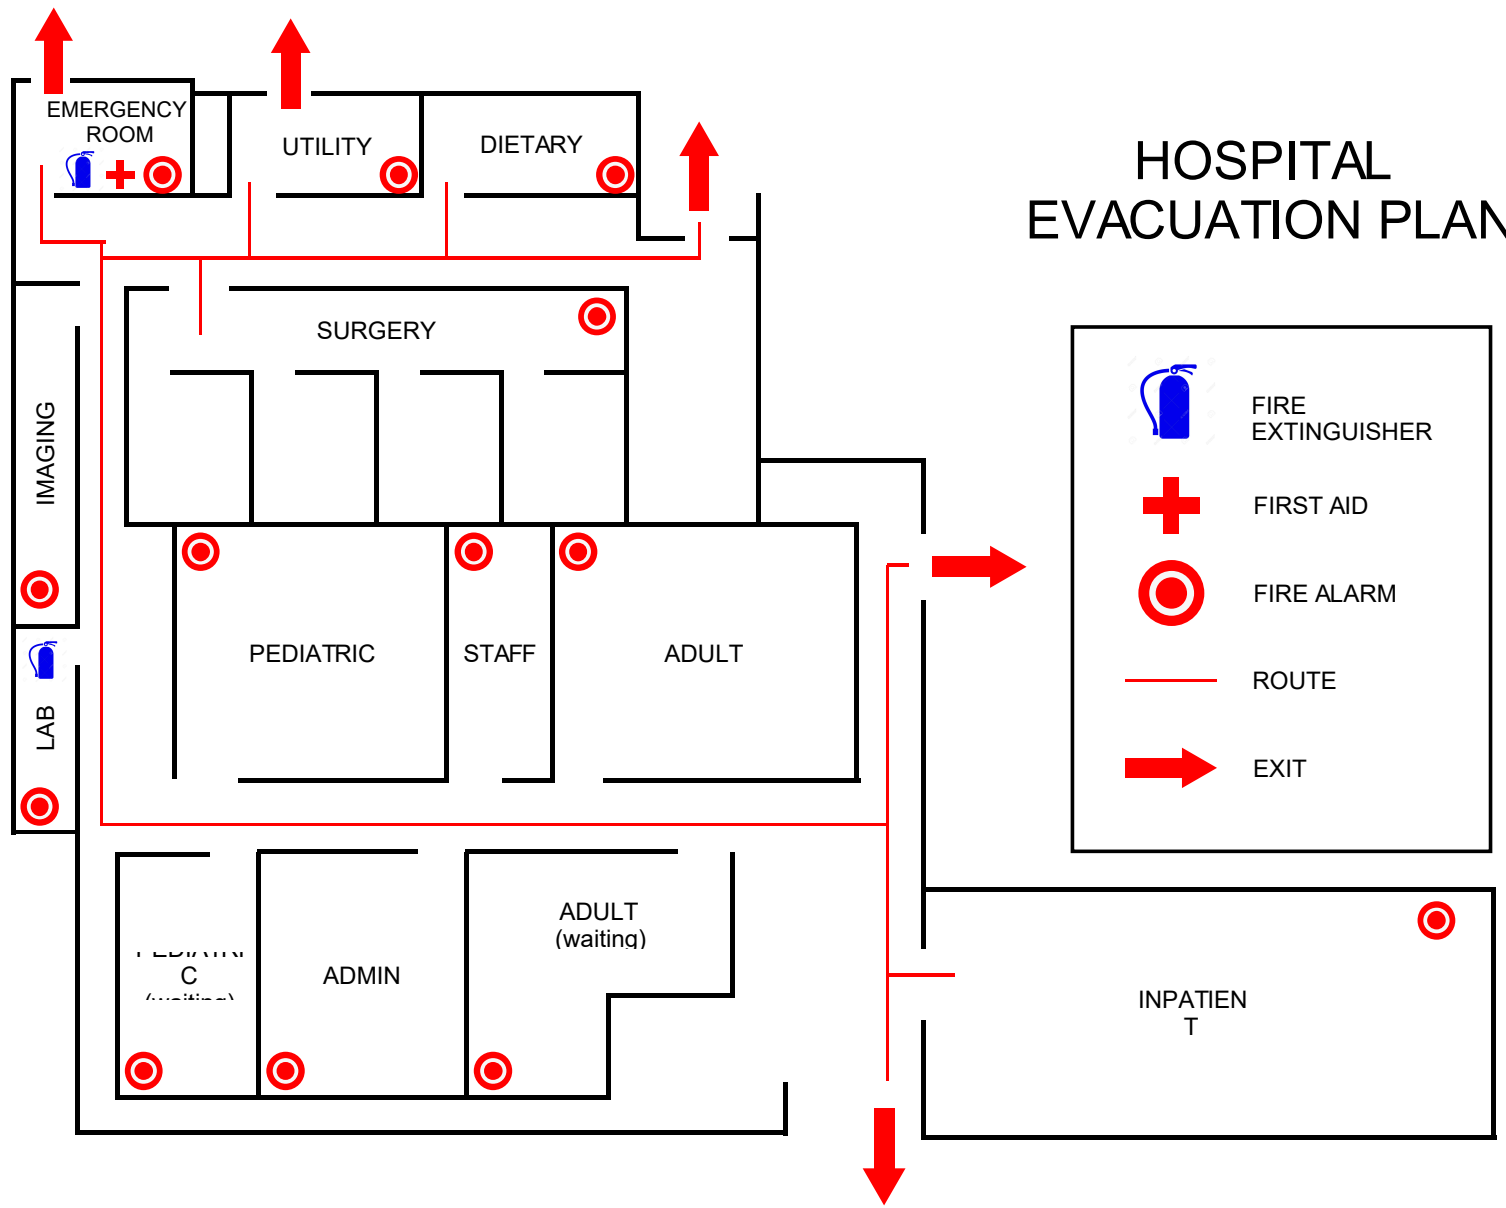 HOSPITAL
EVACUATION PLAN
EMERGENCY
ROOM
UTILITY
DIETARY
SURGERY
IMAGING
LAB
PEDIATRIC
STAFF
ADULT
C
(waiting)
ADMIN
ADULT
(waiting)
INPATIEN
T
FIRE
EXTINGUISHER
FIRST AID
FIRE ALARM
ROUTE
EXIT